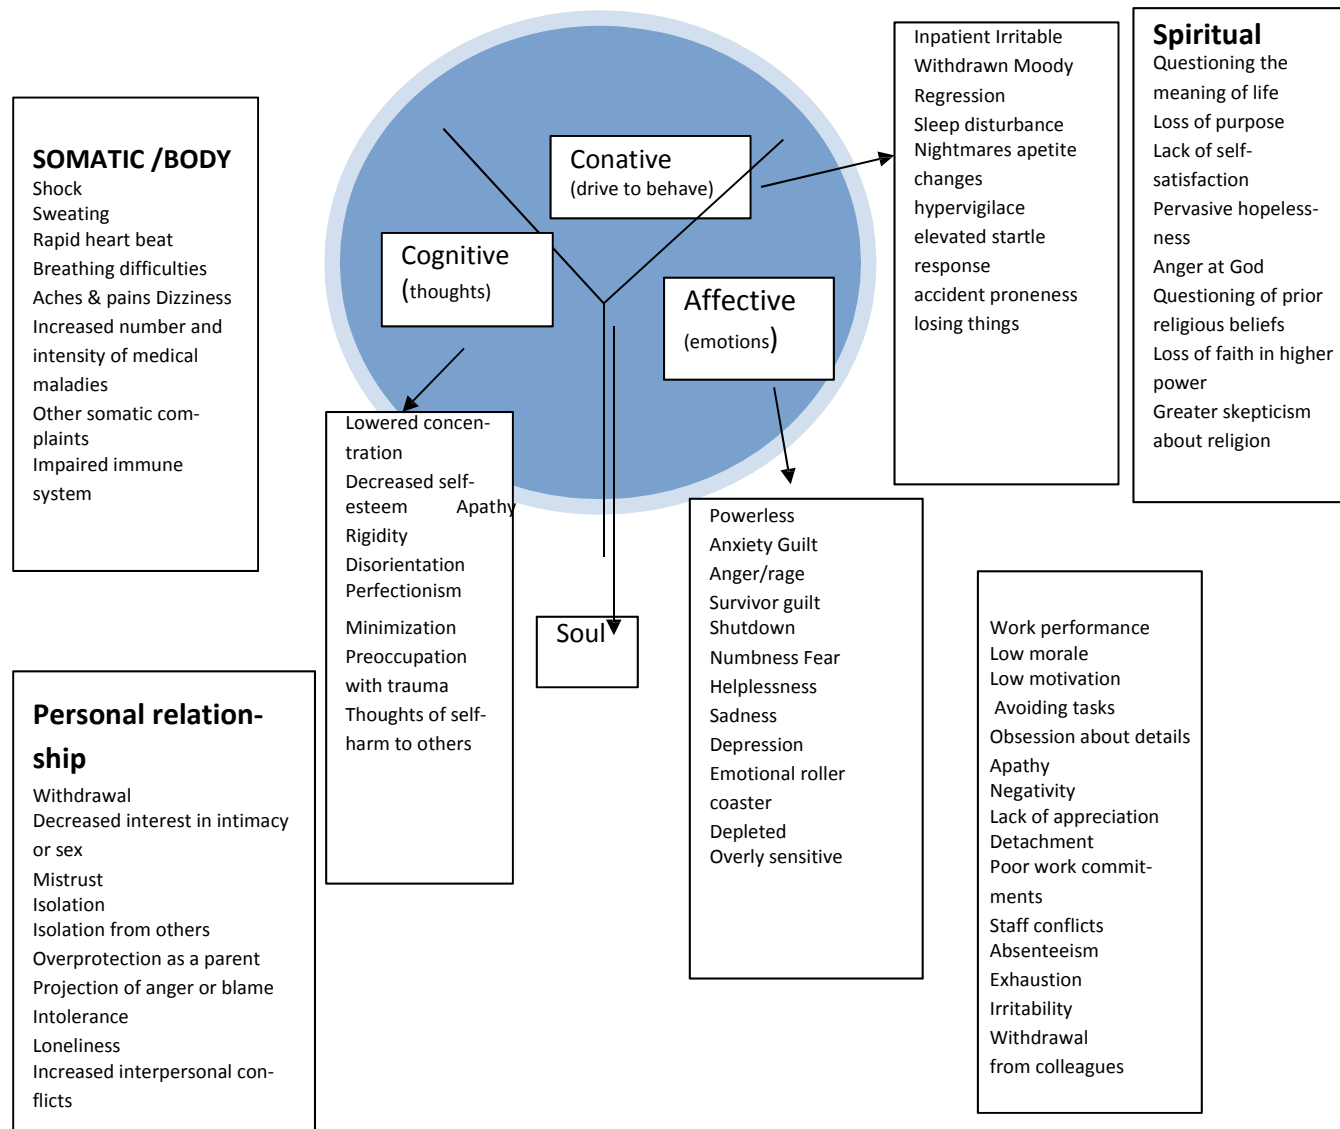 SOMATIC /BODY
Shock
Sweating
Rapid heart beat
Breathing difficulties
Aches & pains Dizziness
Increased number and
intensity of medical
maladies
Other somatic com-
plaints
Impaired immune
system
Personal relation-
ship
Withdrawal
Decreased interest in intimacy
or sex
Mistrust
Isolation
Isolation from others
Overprotection as a parent
Projection of anger or blame
Intolerance
Loneliness
Increased interpersonal con-
flicts
Cognitive
(thoughts)
Lowered concen-
tration
Decreased self-
esteem Apathy
Rigidity
Disorientation
Perfectionism
Minimization
Preoccupation
with trauma
Thoughts of self-
harm to others
Conative
(drive to behave)
Affective
(emotions)
Soul
Powerless
Anxiety Guilt
Anger/rage
Survivor guilt
Shutdown
Numbness Fear
Helplessness
Sadness
Depression
Emotional roller
coaster
Depleted
Overly sensitive
Inpatient Irritable
Withdrawn Moody
Regression
Sleep disturbance
Nightmares apetite
changes
hypervigilace
elevated startle
response
accident proneness
losing things
Spiritual
Questioning the
meaning of life
Loss of purpose
Lack of self-
satisfaction
Pervasive hopeless-
ness
Anger at God
Questioning of prior
religious beliefs
Loss of faith in higher
power
Greater skepticism
about religion
Work performance
Low morale
Low motivation
Avoiding tasks
Obsession about details
Apathy
Negativity
Lack of appreciation
Detachment
Poor work commit-
ments
Staff conflicts
Absenteeism
Exhaustion
Irritability
Withdrawal
from colleagues